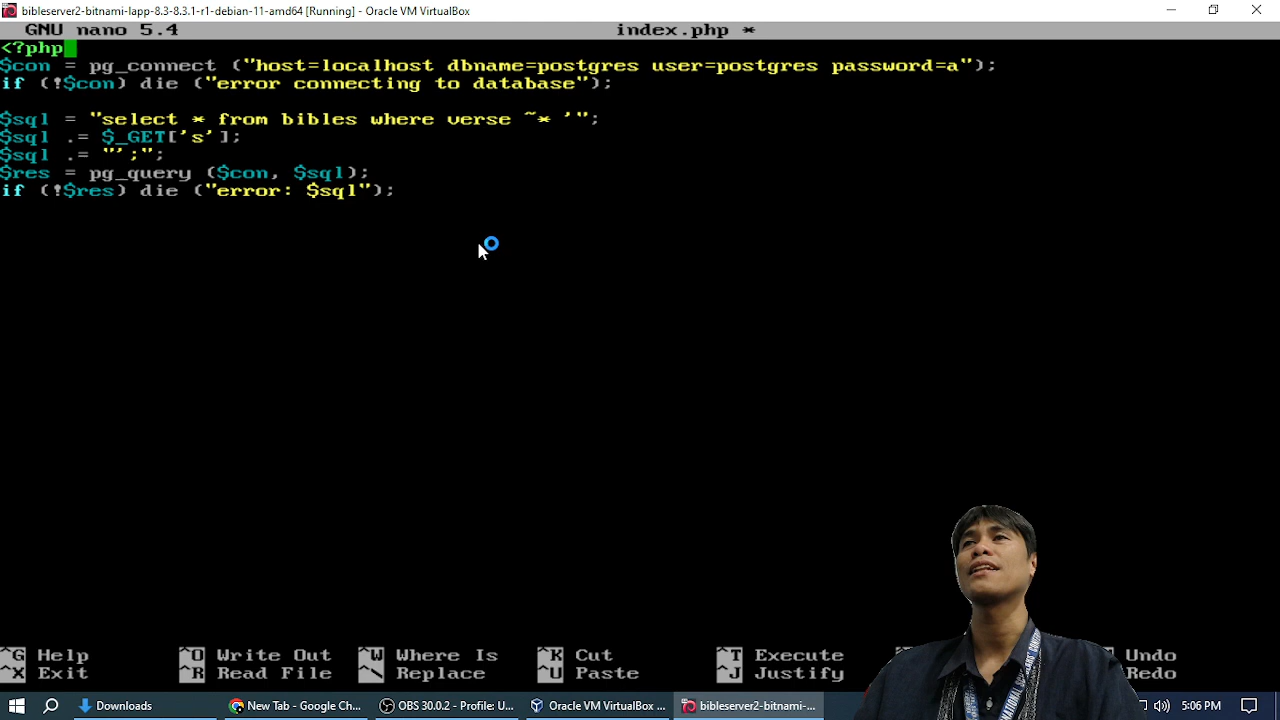 bibleserver2-bitnami-lapp-8.3-8.3.1-r1-debian-11-amd64 [Running] - Oracle VM VirtualBox
GNU nano 5.4 index.php *
<?php
$con = pg_connect ("host=localhost dbname=postgres user=postgres password=a");
if (!$con) die ("error connecting to database");
$sql = "select * from bibles where verse ~* '";
$sql .= $_GET['s'];
$sql .= "';";
$res = pg_query ($con, $sql);
if (!$res) die ("error: $sql");
^G Help ^O Write Out ^W Where Is ^K Cut ^T Execute Undo
^X Exit ^R Read File ^\ Replace ^U Paste ^J Justify Redo
Downloads New Tab - Google Ch... OBS 30.0.2 - Profile: U... Oracle VM VirtualBox ... bibleserver2-bitnami-... 5:06 PM